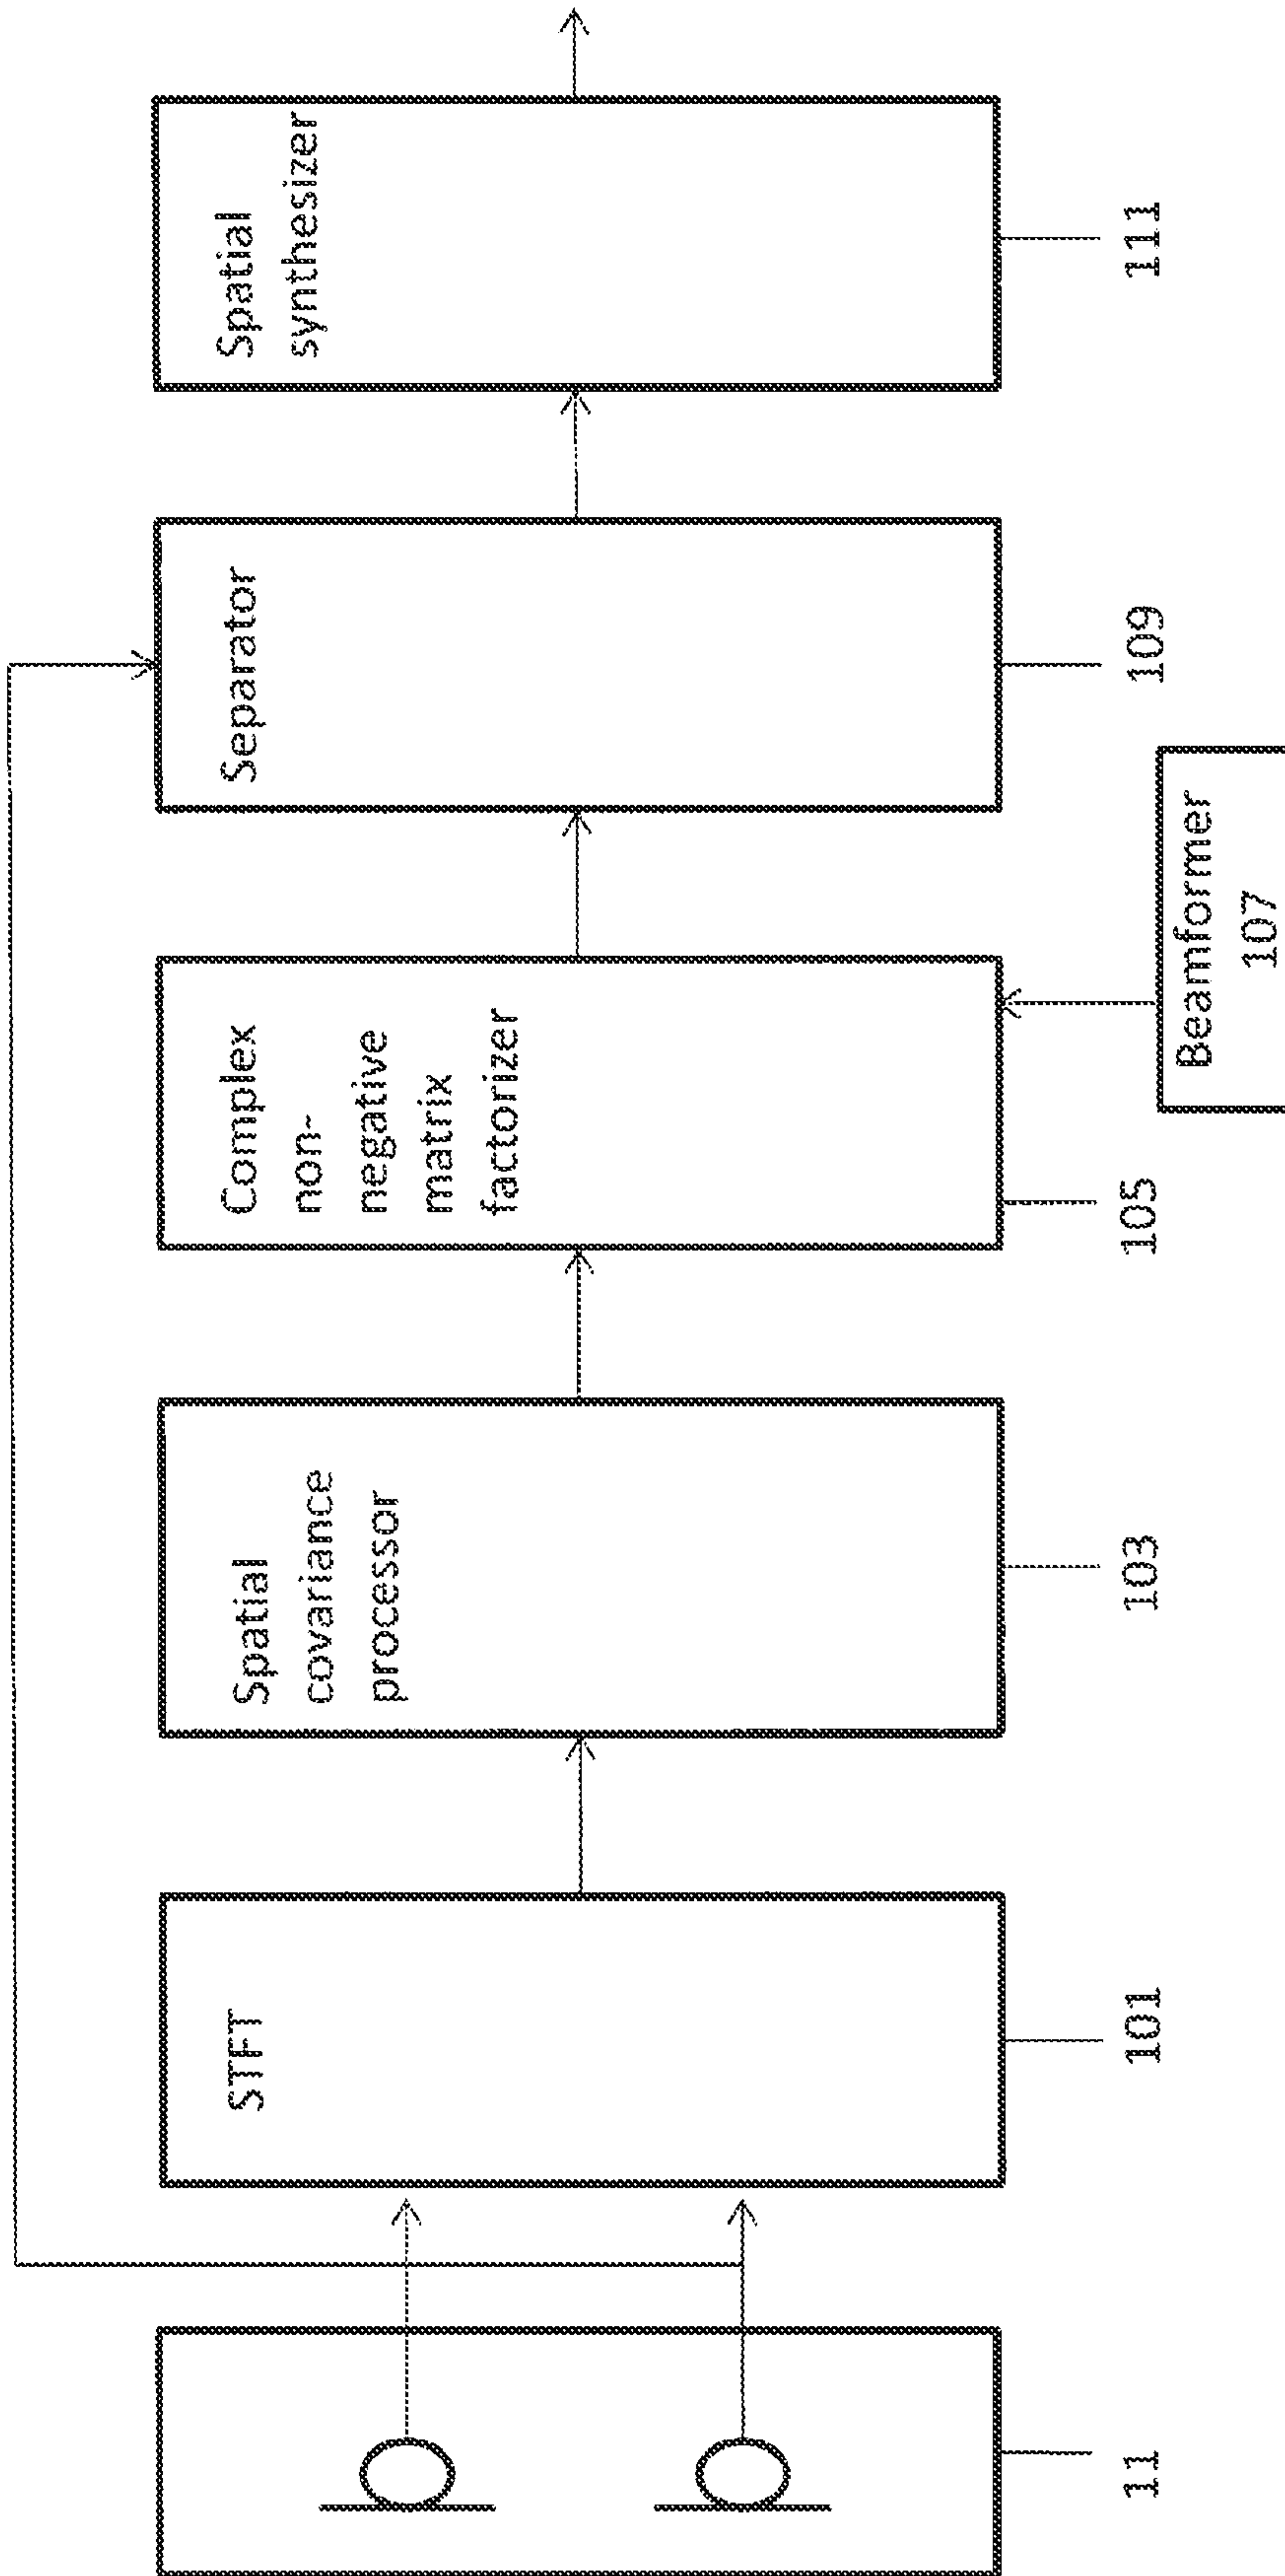 11
STFT
101
Spatial
covariance
processor
103
Complex
non-
negative
matrix
factorizer
105
Beamformer
107
Separator
109
Spatial
synthesizer
111